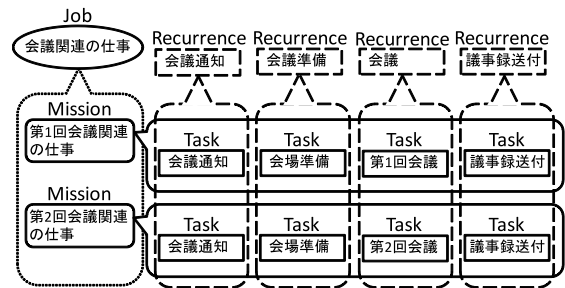 Job
会議関連の仕事
Recurrence Recurrence Recurrence Recurrence
会議通知 会議準備 会議 議事録送付
Mission
第1回会議関連
の仕事
Task Task Task Task
会議通知 会場準備 第1回会議 議事録送付
Mission
第2回会議関連
の仕事
Task Task Task Task
会議通知 会場準備 第2回会議 議事録送付